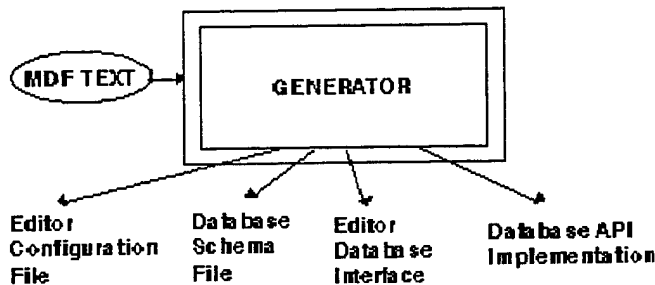 MDF TEXT
GENERATOR
Editor
Configuration
File
Database
Schema
File
Editor
Database
Interface
Database API
Implementation